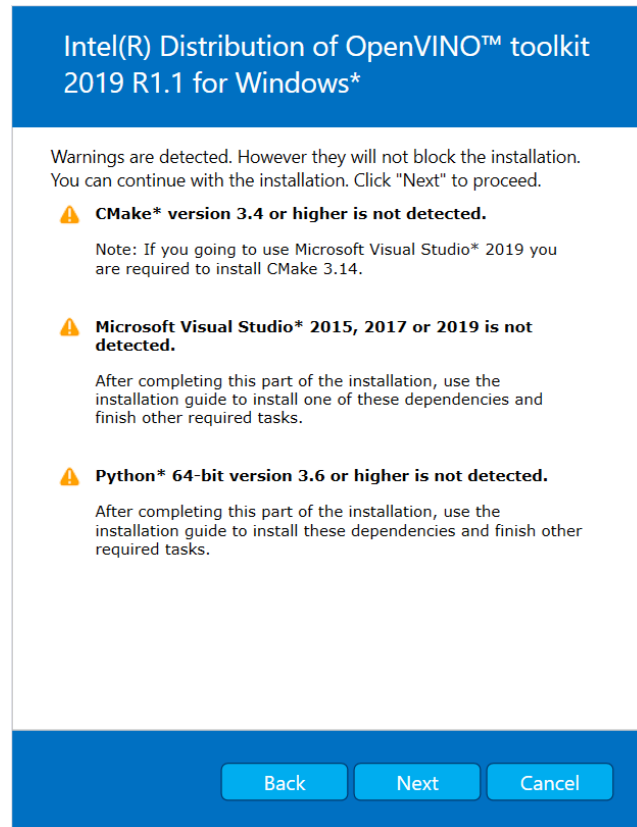 Intel(R) Distribution of OpenVINO™ toolkit
2019 R1.1 for Windows*
Warnings are detected. However they will not block the installation.
You can continue with the installation. Click "Next" to proceed.
CMake* version 3.4 or higher is not detected.
Note: If you going to use Microsoft Visual Studio* 2019 you
are required to install CMake 3.14.
Microsoft Visual Studio* 2015, 2017 or 2019 is not
detected.
After completing this part of the installation, use the
installation guide to install one of these dependencies and
finish other required tasks.
Python* 64-bit version 3.6 or higher is not detected.
After completing this part of the installation, use the
installation guide to install these dependencies and finish other
required tasks.
Back Next Cancel